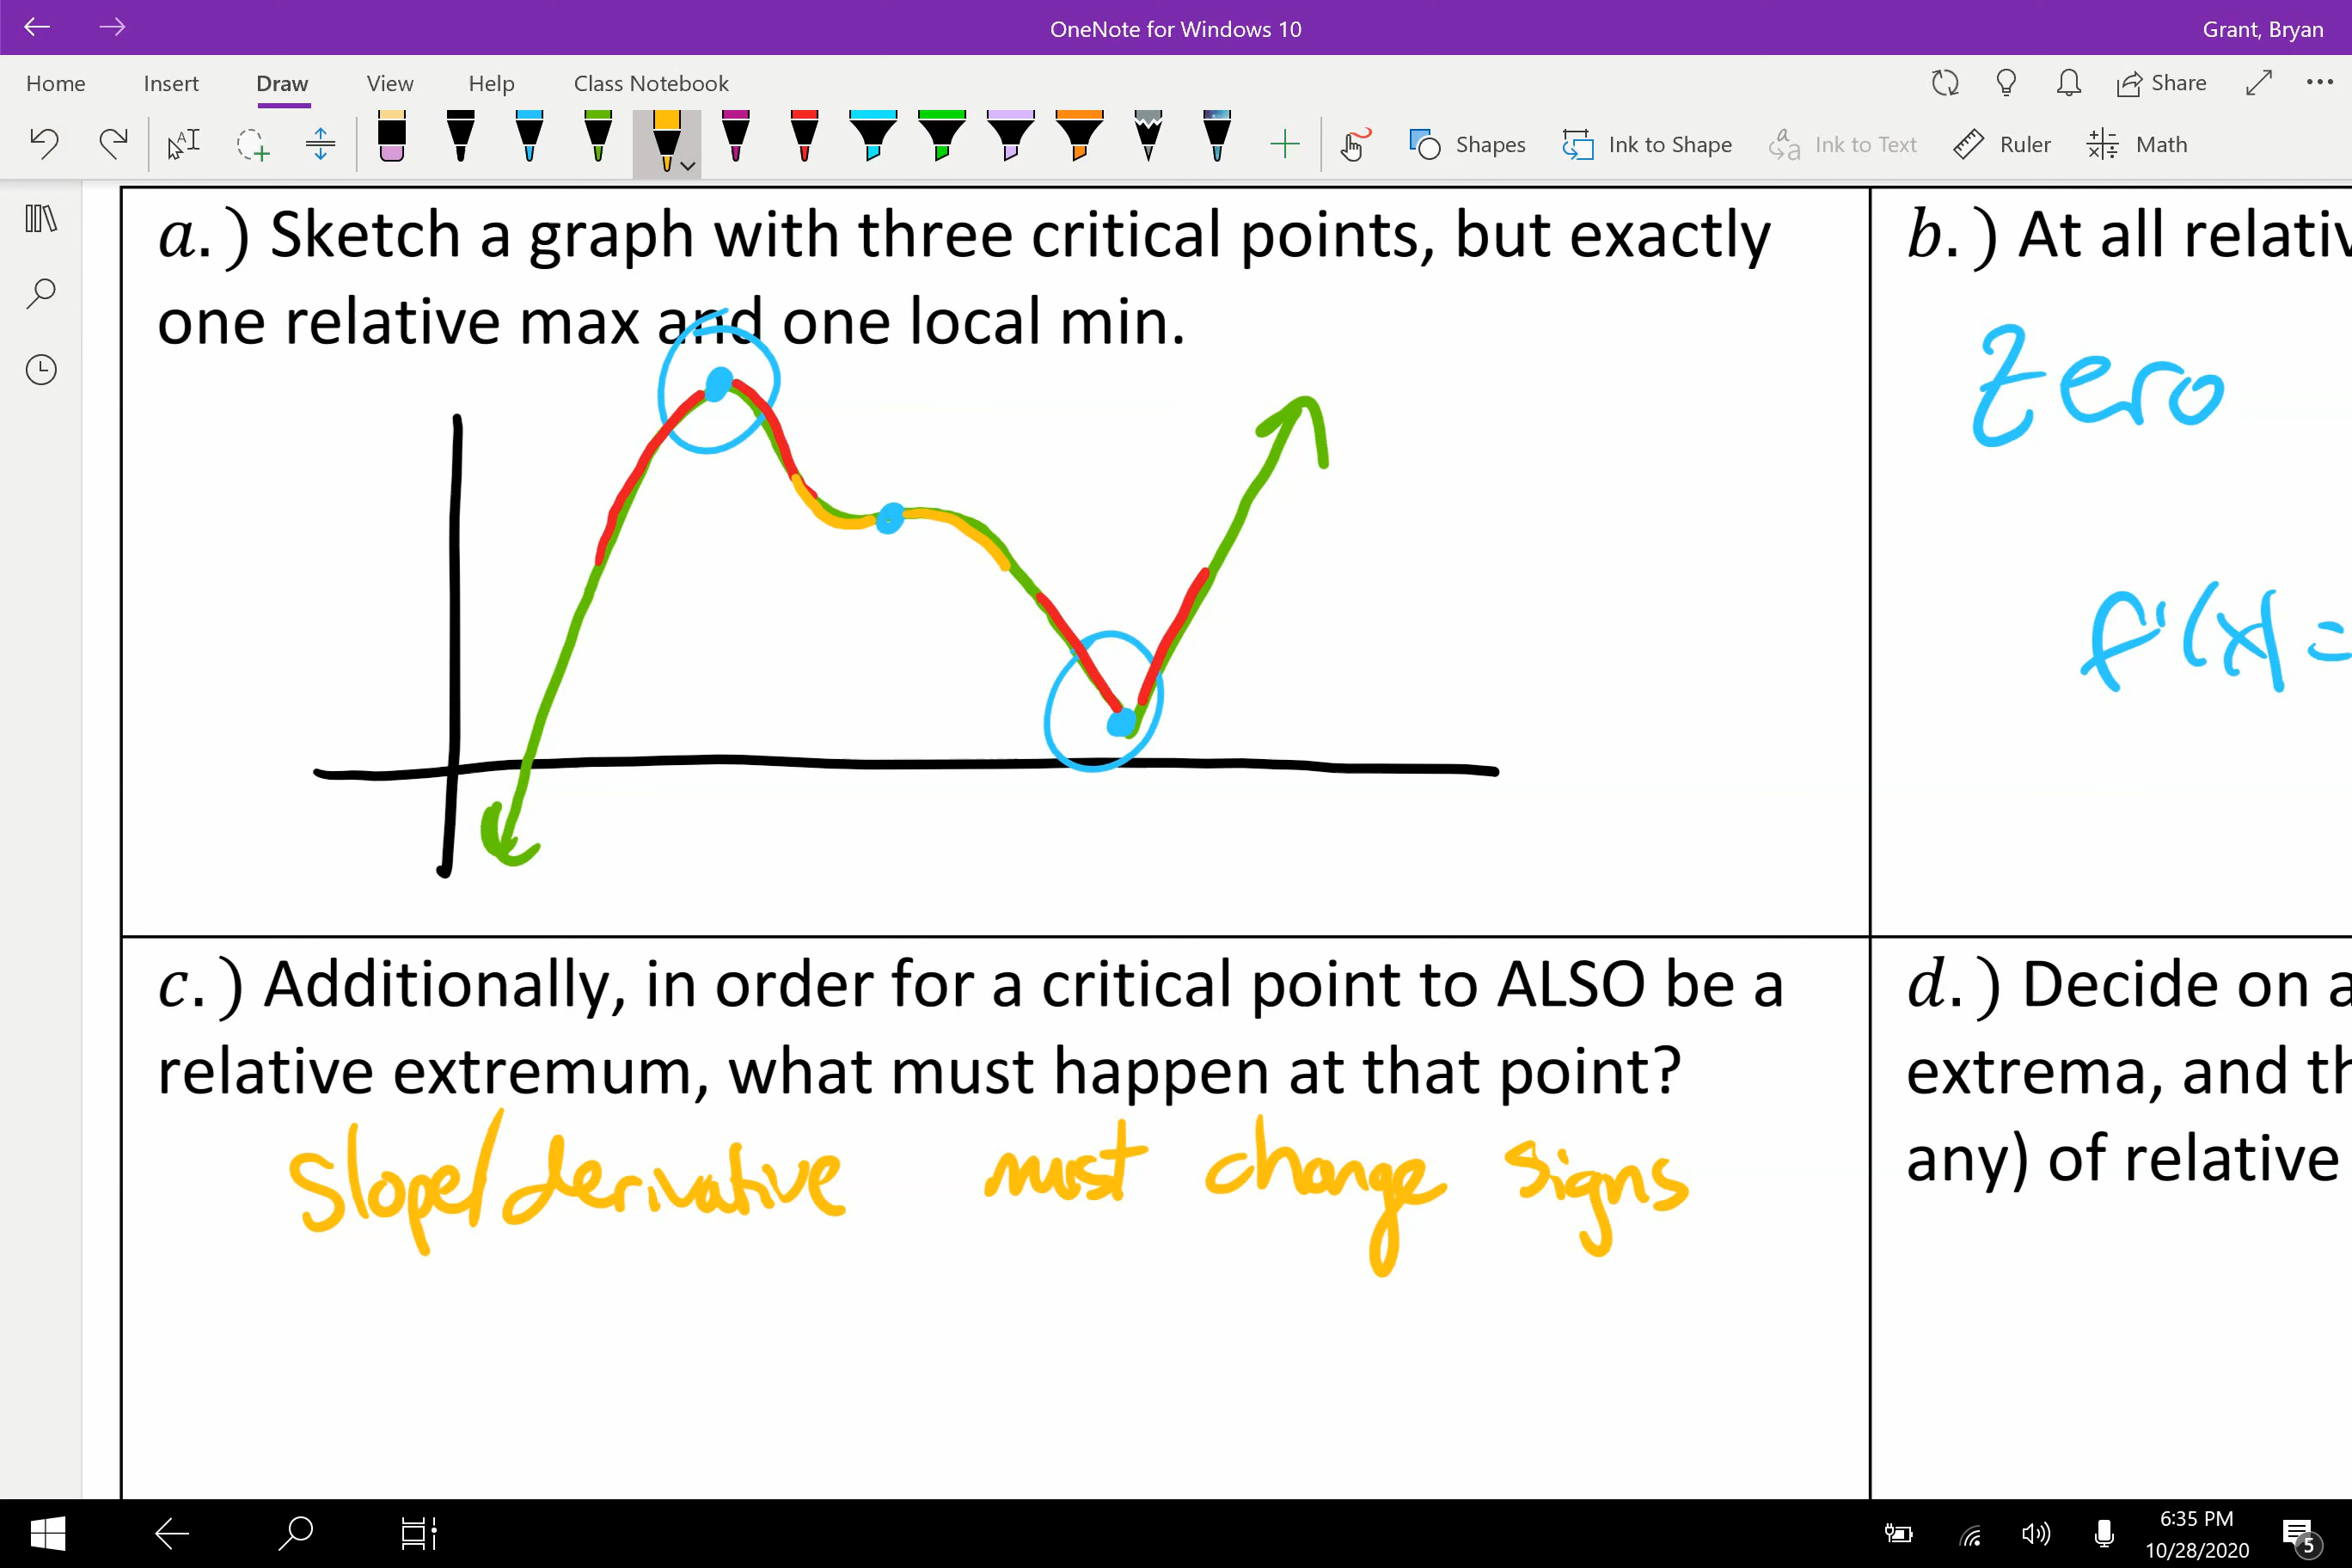 OneNote for Windows 10
Grant, Bryan
Home Insert Draw View Help Class Notebook Share
Shapes Ink to Shape Ink to Text Ruler Math
a.) Sketch a graph with three critical points, but exactly
one relative max and one local min.
b.) At all relativ
zero
f'(x)=
c.) Additionally, in order for a critical point to ALSO be a
relative extremum, what must happen at that point?
Slope/derivative must change signs
d.) Decide on a
extrema, and th
any) of relative
6:35 PM
10/28/2020
5